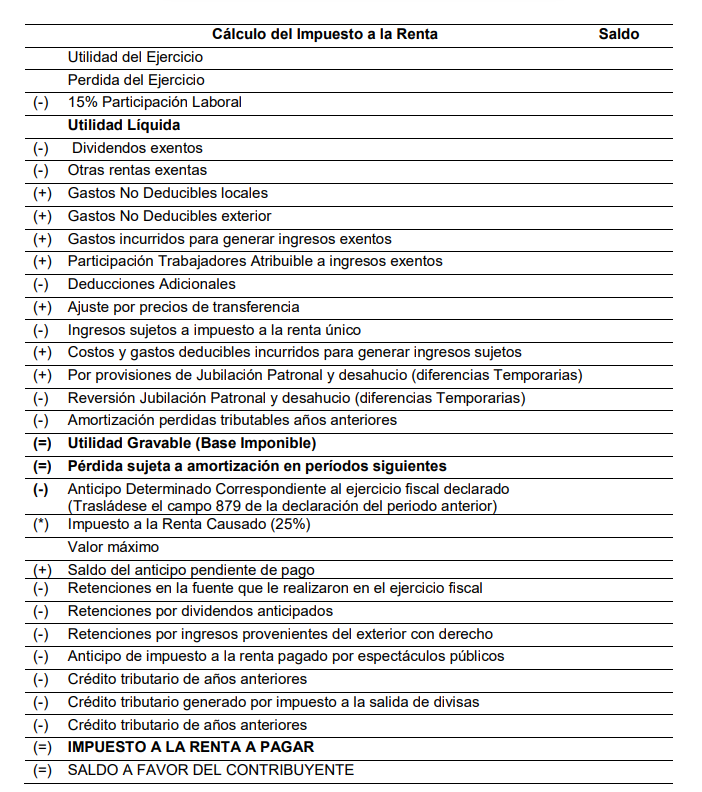 Cálculo del Impuesto a la Renta Saldo
Utilidad del Ejercicio
Perdida del Ejercicio
(-) 15% Participación Laboral
Utilidad Líquida
(-) Dividendos exentos
(-) Otras rentas exentas
(+) Gastos No Deducibles locales
(+) Gastos No Deducibles exterior
(+) Gastos incurridos para generar ingresos exentos
(+) Participación Trabajadores Atribuible a ingresos exentos
(-) Deducciones Adicionales
(+) Ajuste por precios de transferencia
(-) Ingresos sujetos a impuesto a la renta único
(+) Costos y gastos deducibles incurridos para generar ingresos sujetos
(+) Por provisiones de Jubilación Patronal y desahucio (diferencias Temporarias)
(-) Reversión Jubilación Patronal y desahucio (diferencias Temporarias)
(-) Amortización perdidas tributables años anteriores
(=) Utilidad Gravable (Base Imponible)
(=) Pérdida sujeta a amortización en períodos siguientes
(-) Anticipo Determinado Correspondiente al ejercicio fiscal declarado
(Trasládese el campo 879 de la declaración del periodo anterior)
(*) Impuesto a la Renta Causado (25%)
Valor máximo
(+) Saldo del anticipo pendiente de pago
(-) Retenciones en la fuente que le realizaron en el ejercicio fiscal
(-) Retenciones por dividendos anticipados
(-) Retenciones por ingresos provenientes del exterior con derecho
(-) Anticipo de impuesto a la renta pagado por espectáculos públicos
(-) Crédito tributario de años anteriores
(-) Crédito tributario generado por impuesto a la salida de divisas
(-) Crédito tributario de años anteriores
(=) IMPUESTO A LA RENTA A PAGAR
(=) SALDO A FAVOR DEL CONTRIBUYENTE